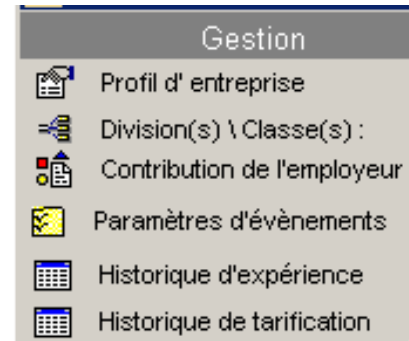 Gestion
Profil d' entreprise
Division(s) \ Classe(s) :
Contribution de l'employeur
Paramètres d'évènements
Historique d'expérience
Historique de tarification